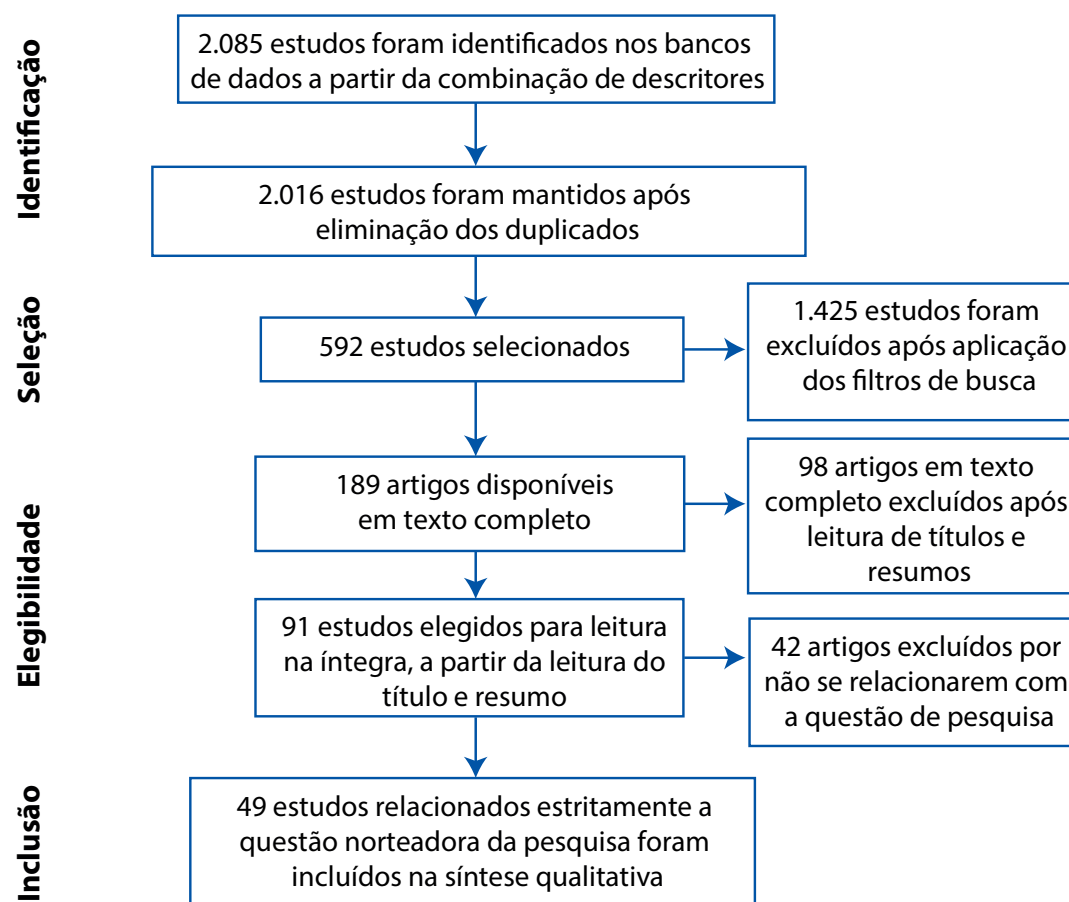 Identificação
2.085 estudos foram identificados nos bancos
de dados a partir da combinação de descritores
2.016 estudos foram mantidos após
eliminação dos duplicados
Seleção
592 estudos selecionados
1.425 estudos foram
excluídos após aplicação
dos filtros de busca
Elegibilidade
189 artigos disponíveis
em texto completo
98 artigos em texto
completo excluídos após
leitura de títulos e
resumos
91 estudos elegidos para leitura
na íntegra, a partir da leitura do
título e resumo
42 artigos excluídos por
não se relacionarem com
a questão de pesquisa
Inclusão
49 estudos relacionados estritamente a
questão norteadora da pesquisa foram
incluídos na síntese qualitativa